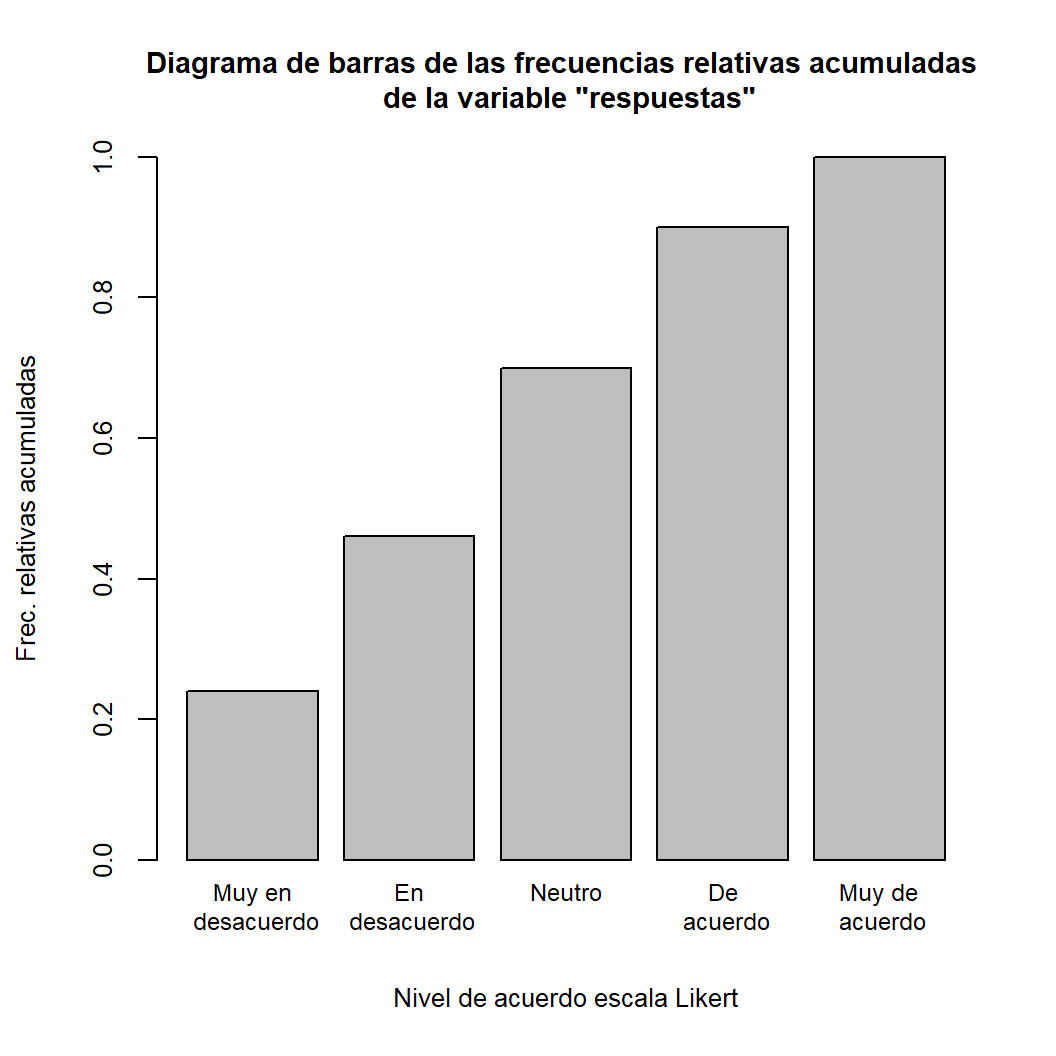 Diagrama de barras de las frecuencias relativas acumuladas
de la variable "respuestas"
Frec. relativas acumuladas
1.0
0.8
0.6
0.4
0.2
0.0
Muy en
desacuerdo
En
desacuerdo
Neutro
De
acuerdo
Muy de
acuerdo
Nivel de acuerdo escala Likert